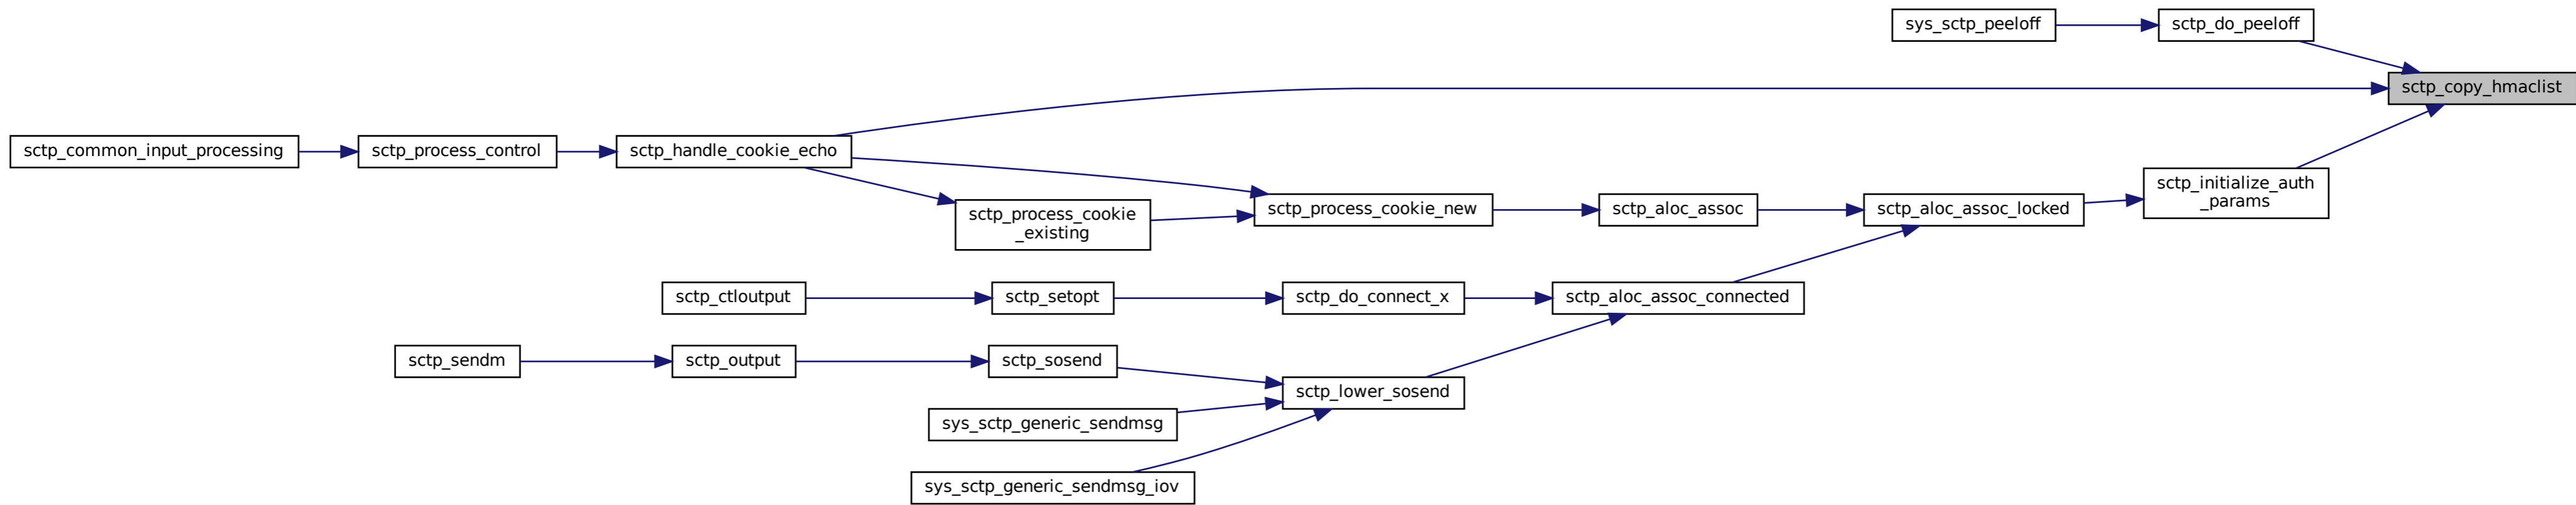 sys_sctp_peeloff
sctp_do_peeloff
sctp_copy_hmaclist
sctp_common_input_processing
sctp_process_control
sctp_handle_cookie_echo
sctp_initialize_auth
_params
sctp_process_cookie
_existing
sctp_process_cookie_new
sctp_aloc_assoc
sctp_aloc_assoc_locked
sctp_ctloutput
sctp_setopt
sctp_do_connect_x
sctp_aloc_assoc_connected
sctp_sendm
sctp_output
sctp_sosend
sctp_lower_sosend
sys_sctp_generic_sendmsg
sys_sctp_generic_sendmsg_iov